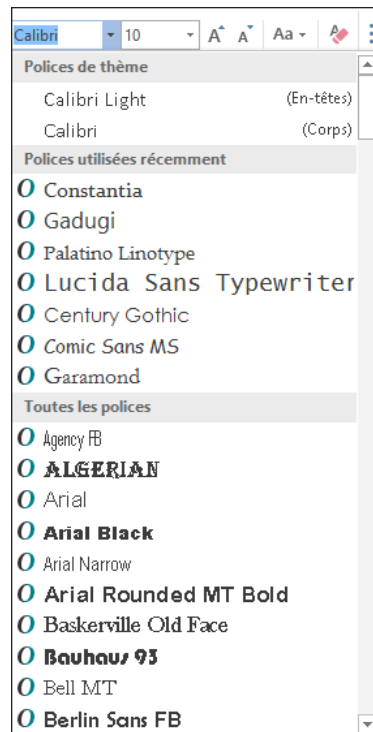 Calibri 10 A A Aa
Polices de thème
Calibri Light (En-têtes)
Calibri (Corps)
Polices utilisées récemment
O Constantia
O Gadugi
O Palatino Linotype
O Lucida Sans Typewriter
O Century Gothic
O Comic Sans MS
O Garamond
Toutes les polices
O Agency FB
O ALGERIAN
O Arial
O Arial Black
O Arial Narrow
O Arial Rounded MT Bold
O Baskerville Old Face
O Bauhaus 93
O Bell MT
O Berlin Sans FB